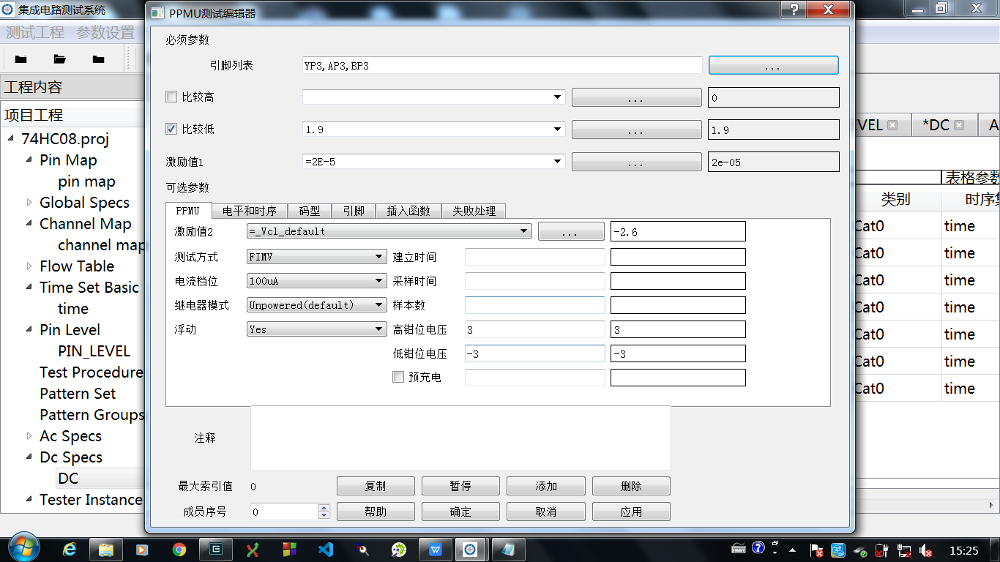 集成电路测试系统
测试工程 参数设置
工程内容
项目工程
74HC08.proj
Pin Map
pin map
Global Specs
Channel Map
channel map
Flow Table
Time Set Basic
time
Pin Level
PIN_LEVEL
Test Procedure
Pattern Set
Pattern Groups
Ac Specs
Dc Specs
DC
Tester Instance
PPMU测试编辑器
必须参数
引脚列表 YP3,AP3,BP3 ...
比较高 ... 0
比较低 1.9 ... 1.9
激励值1 =2E-5 ... 2e-05
可选参数
PPMU 电平和时序 码型 引脚 插入函数 失败处理
激励值2 =_Vcl_default ... -2.6
测试方式 FIMV 建立时间
电流档位 100uA 采样时间
继电器模式 Unpowered(default) 样本数
浮动 Yes 高钳位电压 3 3
低钳位电压 -3 -3
预充电
注释
最大索引值 0 复制 暂停 添加 删除
成员序号 0 帮助 确定 取消 应用
EVEL *DC A
表格参数
类别 时序集
Cat0 time
Cat0 time
Cat0 time
Cat0 time
Cat0 time
Cat0 time
Cat0 time
15:25